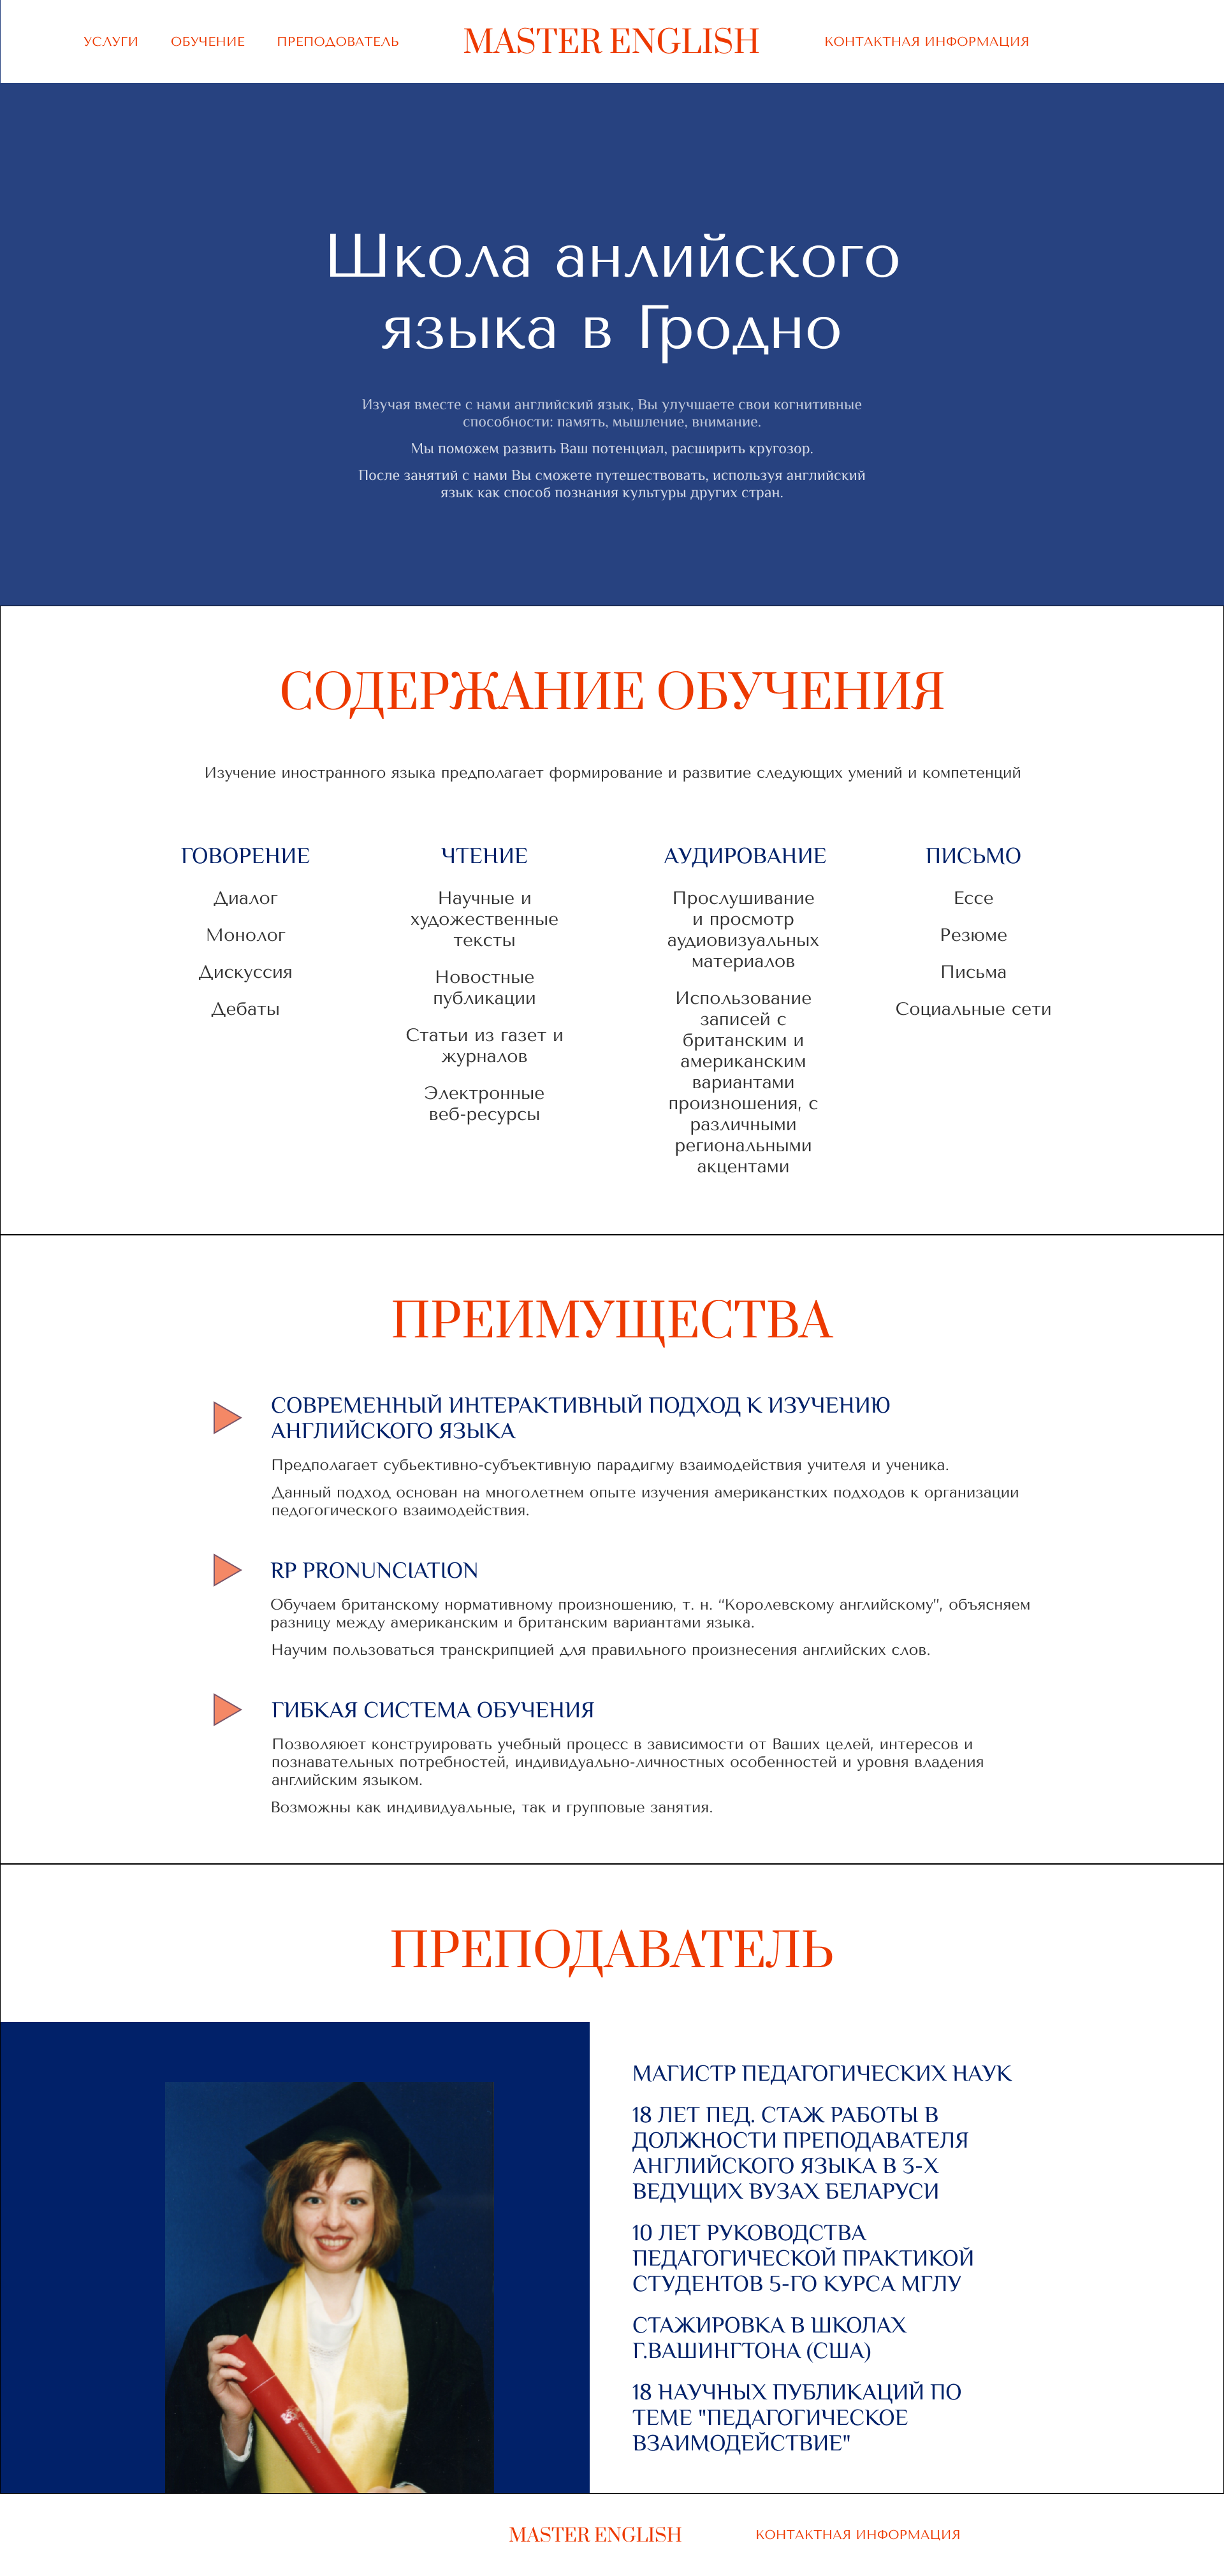 УСЛУГИ ОБУЧЕНИЕ ПРЕПОДОВАТЕЛЬ MASTER ENGLISH КОНТАКТНАЯ ИНФОРМАЦИЯ
Школа анлийского
языка в Гродно
Изучая вместе с нами английский язык, Вы улучшаете свои когнитивные
способности: память, мышление, внимание.
Мы поможем развить Ваш потенциал, расширить кругозор.
После занятий с нами Вы сможете путешествовать, используя английский
язык как способ познания культуры других стран.
СОДЕРЖАНИЕ ОБУЧЕНИЯ
Изучение иностранного языка предполагает формирование и развитие следующих умений и компетенций
ГОВОРЕНИЕ
Диалог
Монолог
Дискуссия
Дебаты
ЧТЕНИЕ
Научные и
художественные
тексты
Новостные
публикации
Статьи из газет и
журналов
Электронные
веб-ресурсы
АУДИРОВАНИЕ
Прослушивание
и просмотр
аудиовизуальных
материалов
Использование
записей с
британским и
американским
вариантами
произношения, с
различными
региональными
акцентами
ПИСЬМО
Ессе
Резюме
Письма
Социальные сети
ПРЕИМУЩЕСТВА
СОВРЕМЕННЫЙ ИНТЕРАКТИВНЫЙ ПОДХОД К ИЗУЧЕНИЮ
АНГЛИЙСКОГО ЯЗЫКА
Предполагает субьективно-субъективную парадигму взаимодействия учителя и ученика.
Данный подход основан на многолетнем опыте изучения американстких подходов к организации
педогогического взаимодействия.
RP PRONUNCIATION
Обучаем британскому нормативному произношению, т. н. “Королевскому английскому”, объясняем
разницу между американским и британским вариантами языка.
Научим пользоваться транскрипцией для правильного произнесения английских слов.
ГИБКАЯ СИСТЕМА ОБУЧЕНИЯ
Позволяюет конструировать учебный процесс в зависимости от Ваших целей, интересов и
познавательных потребностей, индивидуально-личностных особенностей и уровня владения
английским языком.
Возможны как индивидуальные, так и групповые занятия.
ПРЕПОДАВАТЕЛЬ
МАГИСТР ПЕДАГОГИЧЕСКИХ НАУК
18 ЛЕТ ПЕД. СТАЖ РАБОТЫ В
ДОЛЖНОСТИ ПРЕПОДАВАТЕЛЯ
АНГЛИЙСКОГО ЯЗЫКА В 3-Х
ВЕДУЩИХ ВУЗАХ БЕЛАРУСИ
10 ЛЕТ РУКОВОДСТВА
ПЕДАГОГИЧЕСКОЙ ПРАКТИКОЙ
СТУДЕНТОВ 5-ГО КУРСА МГЛУ
СТАЖИРОВКА В ШКОЛАХ
Г.ВАШИНГТОНА (США)
18 НАУЧНЫХ ПУБЛИКАЦИЙ ПО
ТЕМЕ "ПЕДАГОГИЧЕСКОЕ
ВЗАИМОДЕЙСТВИЕ"
MASTER ENGLISH КОНТАКТНАЯ ИНФОРМАЦИЯ